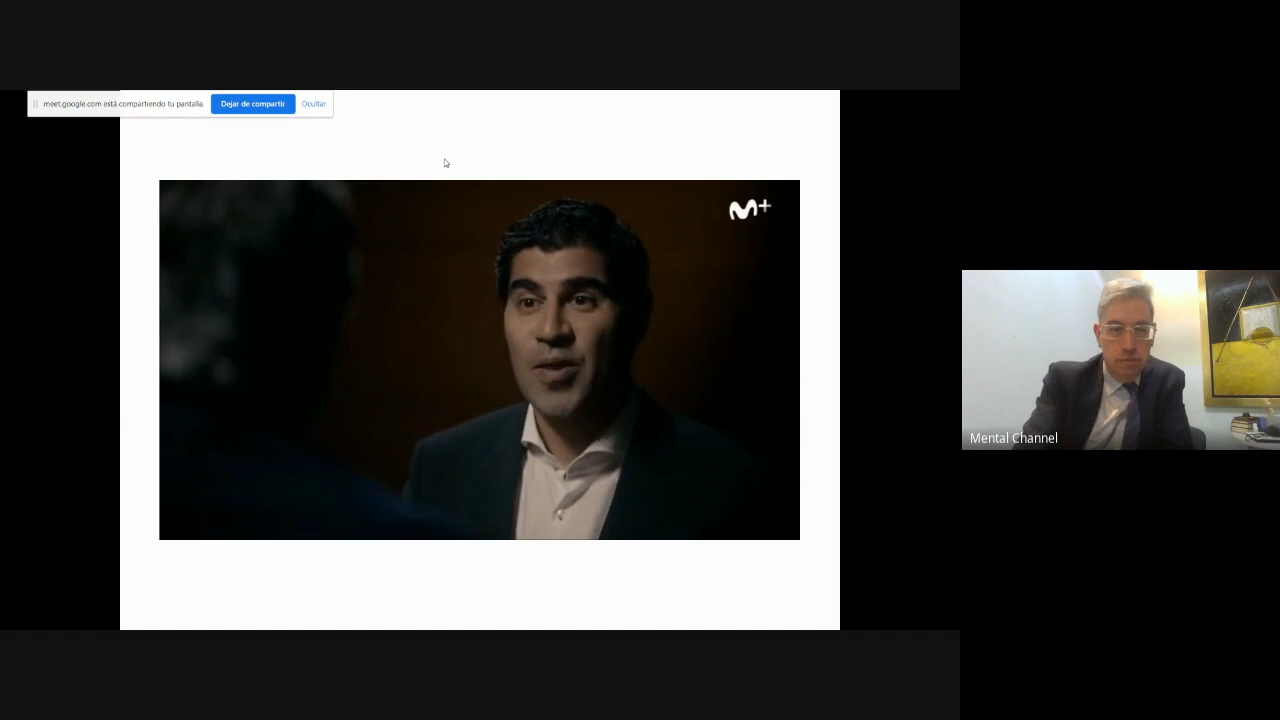 meet.google.com está compartiendo tu pantalla. Dejar de compartir Ocultar
M+
Mental Channel